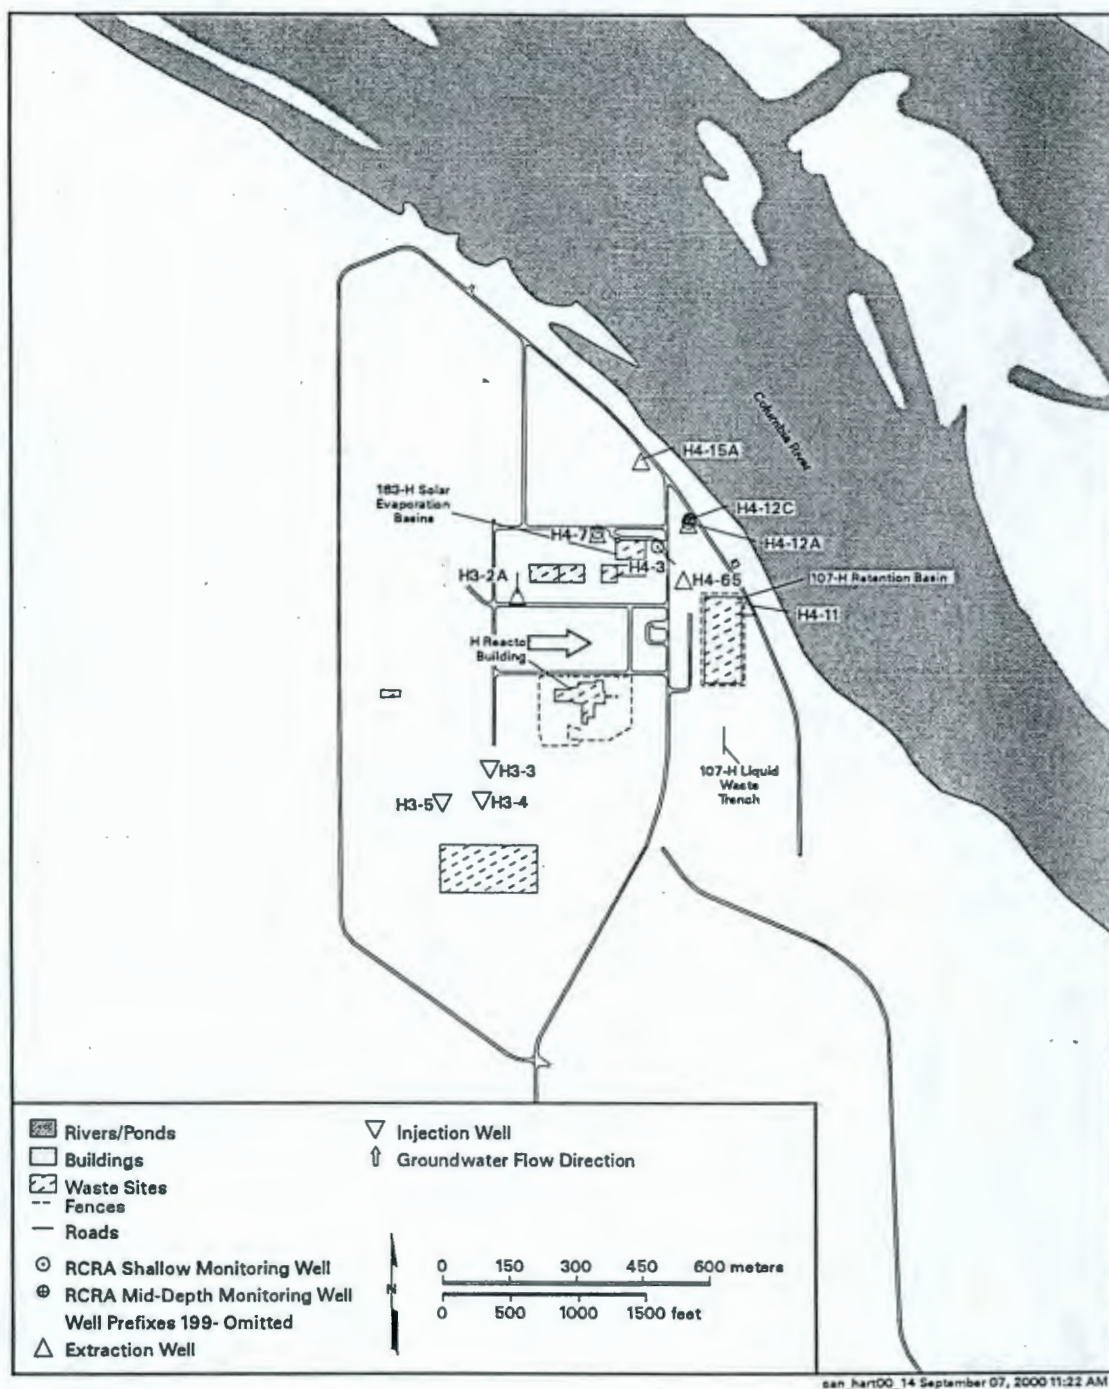 Columbia River
H4-15A
183-H Solar
Evaporation
Basins
H4-12C
H4-7
H4-12A
H4-3
H3-2A
H4-65
107-H Retention Basin
H4-11
H Reacto
Building
H3-3
107-H Liquid
Waste
Trench
H3-5
H3-4
Rivers/Ponds
Buildings
Waste Sites
Fences
Roads
RCRA Shallow Monitoring Well
RCRA Mid-Depth Monitoring Well
Well Prefixes 199- Omitted
Extraction Well
Injection Well
Groundwater Flow Direction
N
0 150 300 450 600 meters
0 500 1000 1500 feet
can_hart00_14 September 07, 2000 11:22 AM